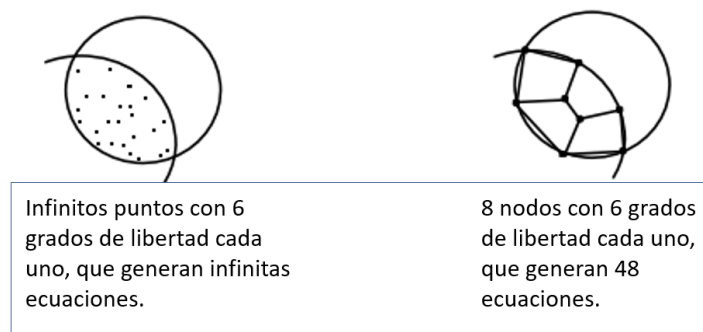 Infinitos puntos con 6
grados de libertad cada
uno, que generan infinitas
ecuaciones.
8 nodos con 6 grados
de libertad cada uno,
que generan 48
ecuaciones.